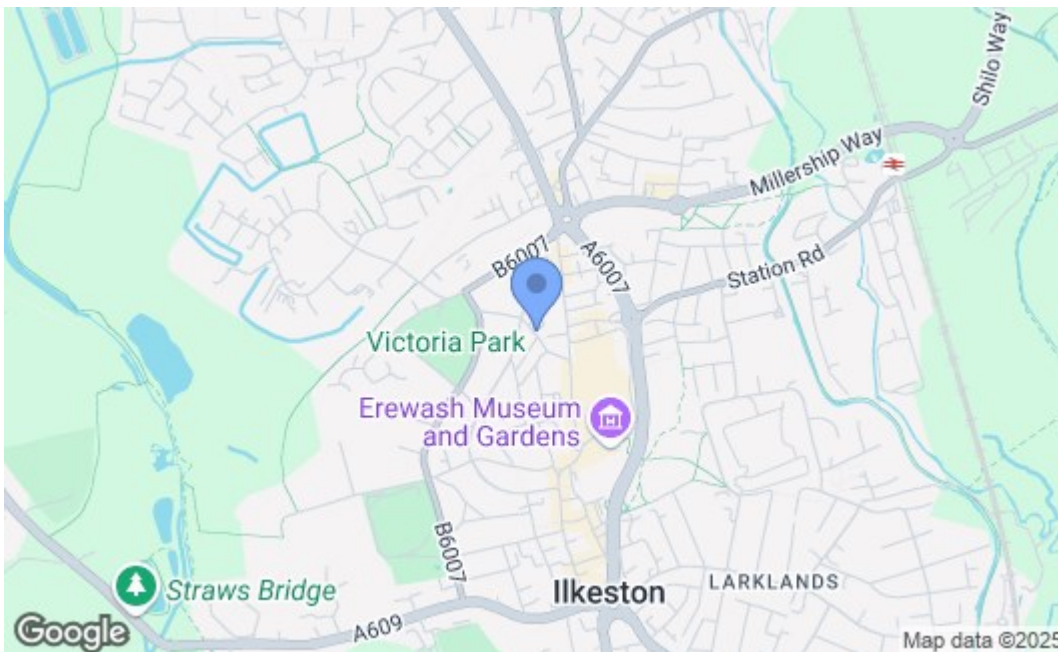 Shilo Way
Millership Way
B6007
A6007
Station Rd
Victoria Park
Erewash Museum
and Gardens
B6007
Straws Bridge
Ilkeston
LARKLANDS
A609
Google
Map data ©2025